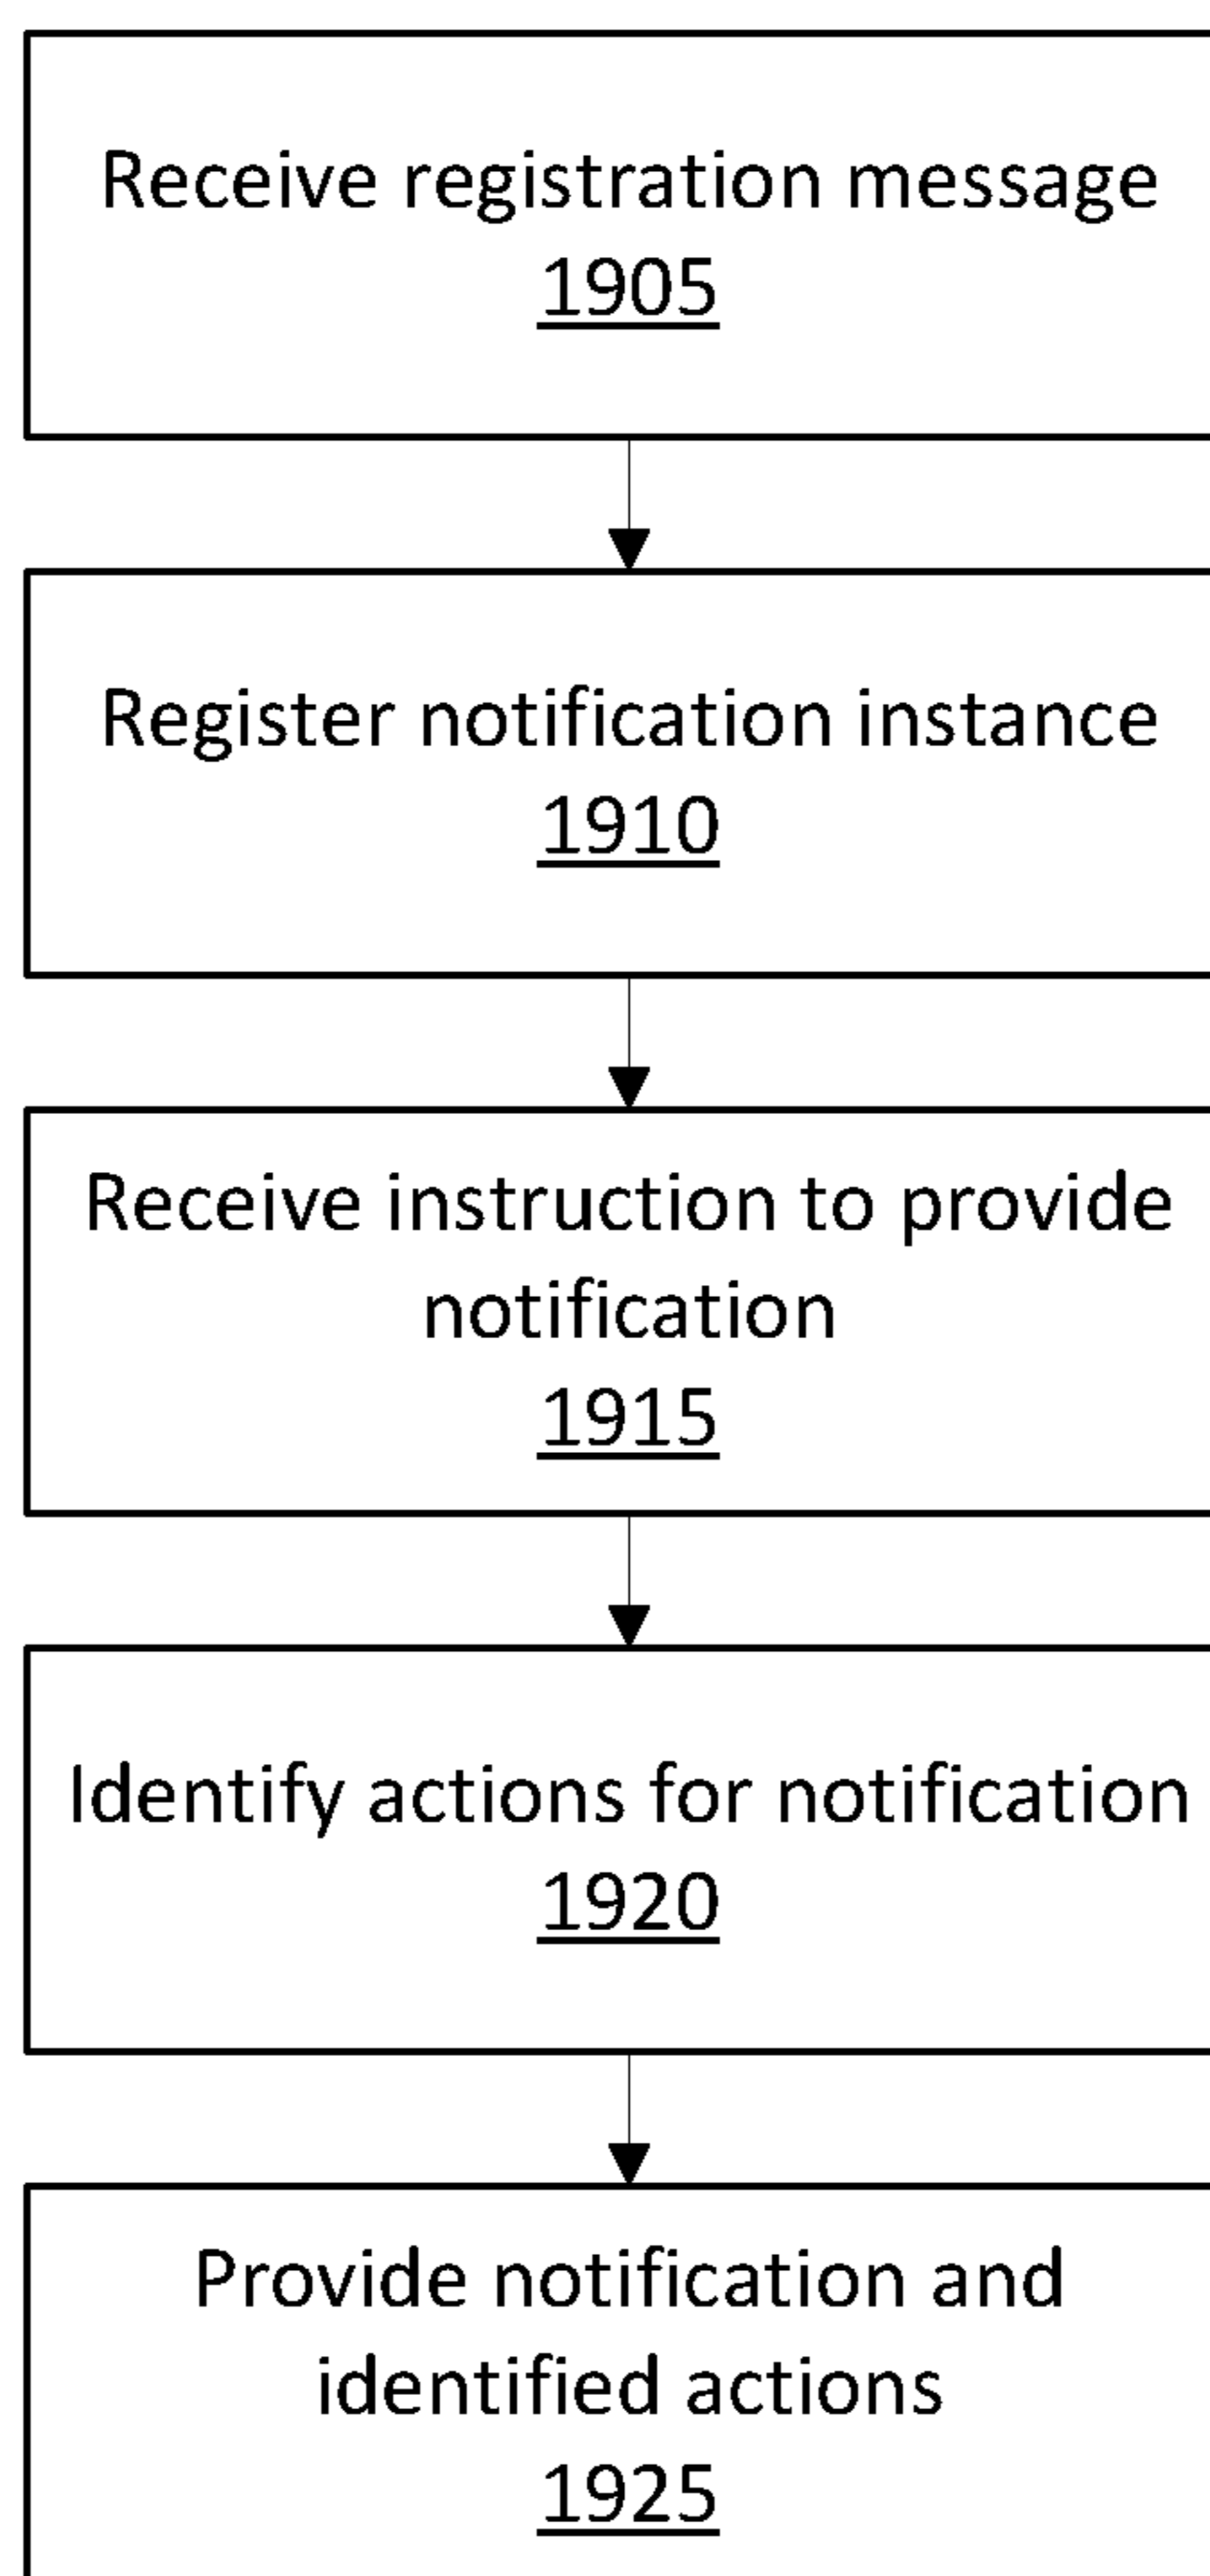 Receive registration message
1905
Register notification instance
1910
Receive instruction to provide
notification
1915
Identify actions for notification
1920
Provide notification and
identified actions
1925